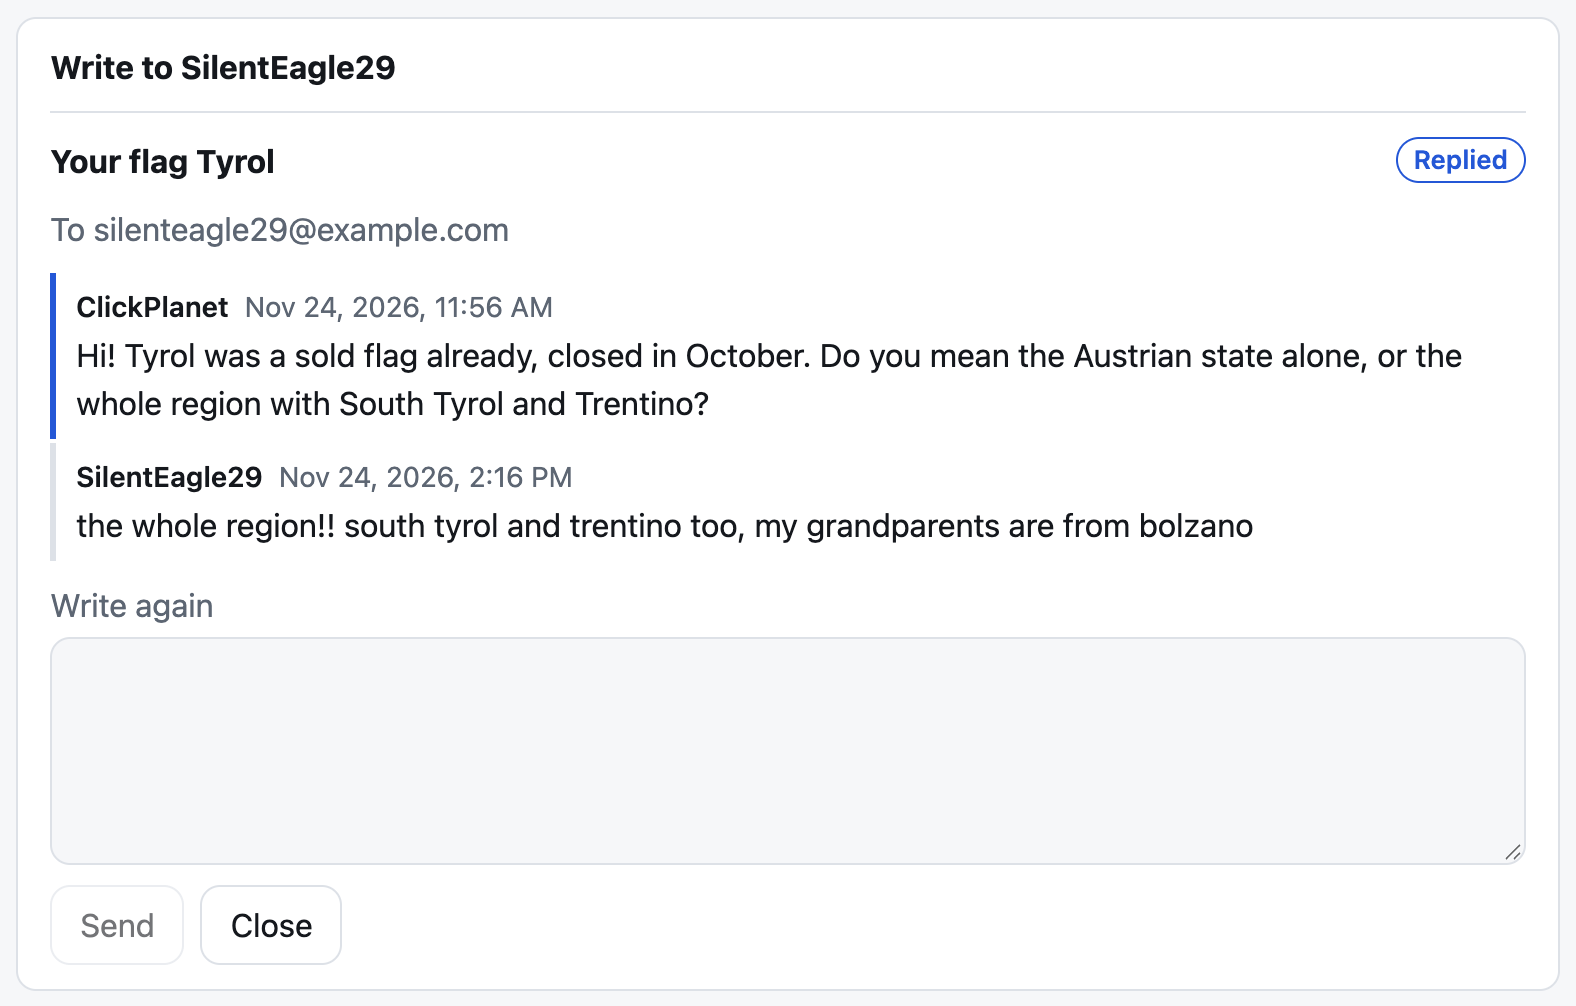 Write to SilentEagle29
Your flag Tyrol
Replied
To silenteagle29@example.com
ClickPlanet Nov 24, 2026, 11:56 AM
Hi! Tyrol was a sold flag already, closed in October. Do you mean the Austrian state alone, or the
whole region with South Tyrol and Trentino?
SilentEagle29 Nov 24, 2026, 2:16 PM
the whole region!! south tyrol and trentino too, my grandparents are from bolzano
Write again
Send
Close